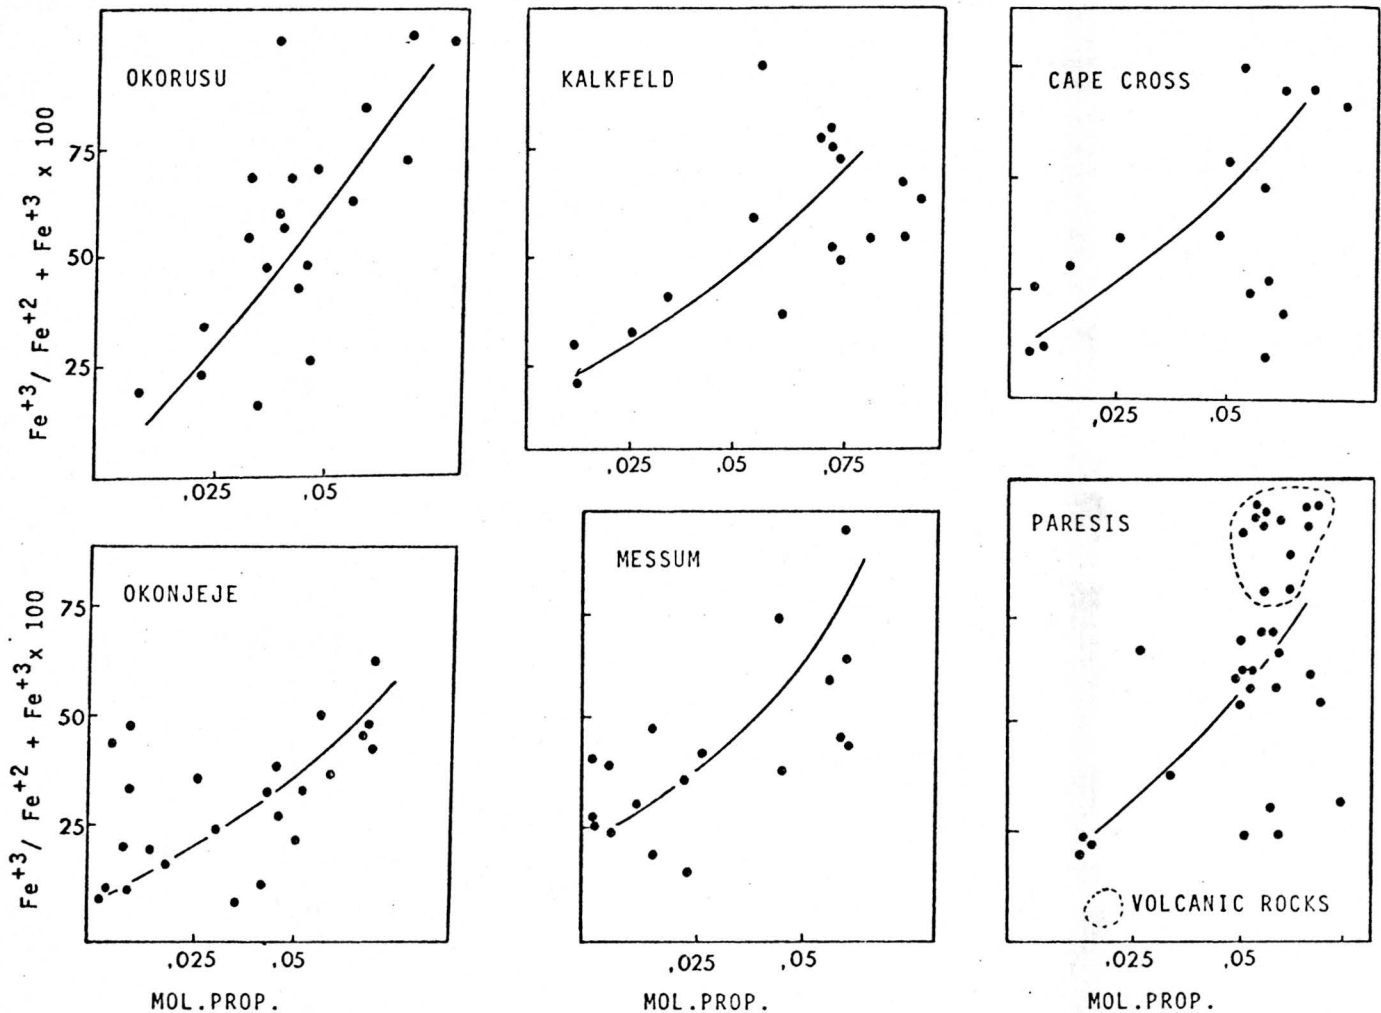 OKORUSU
KALKFELD
CAPE CROSS
Fe+3/ Fe+2 + Fe+3 x 100
75
50
25
,025 ,05
,025 ,05 ,075
,025 ,05
OKONJEJE
MESSUM
PARESIS
Fe+3/ Fe+2 + Fe+3 x 100
75
50
25
VOLCANIC ROCKS
,025 ,05
,025 ,05
,025 ,05
MOL.PROP.
MOL.PROP.
MOL.PROP.